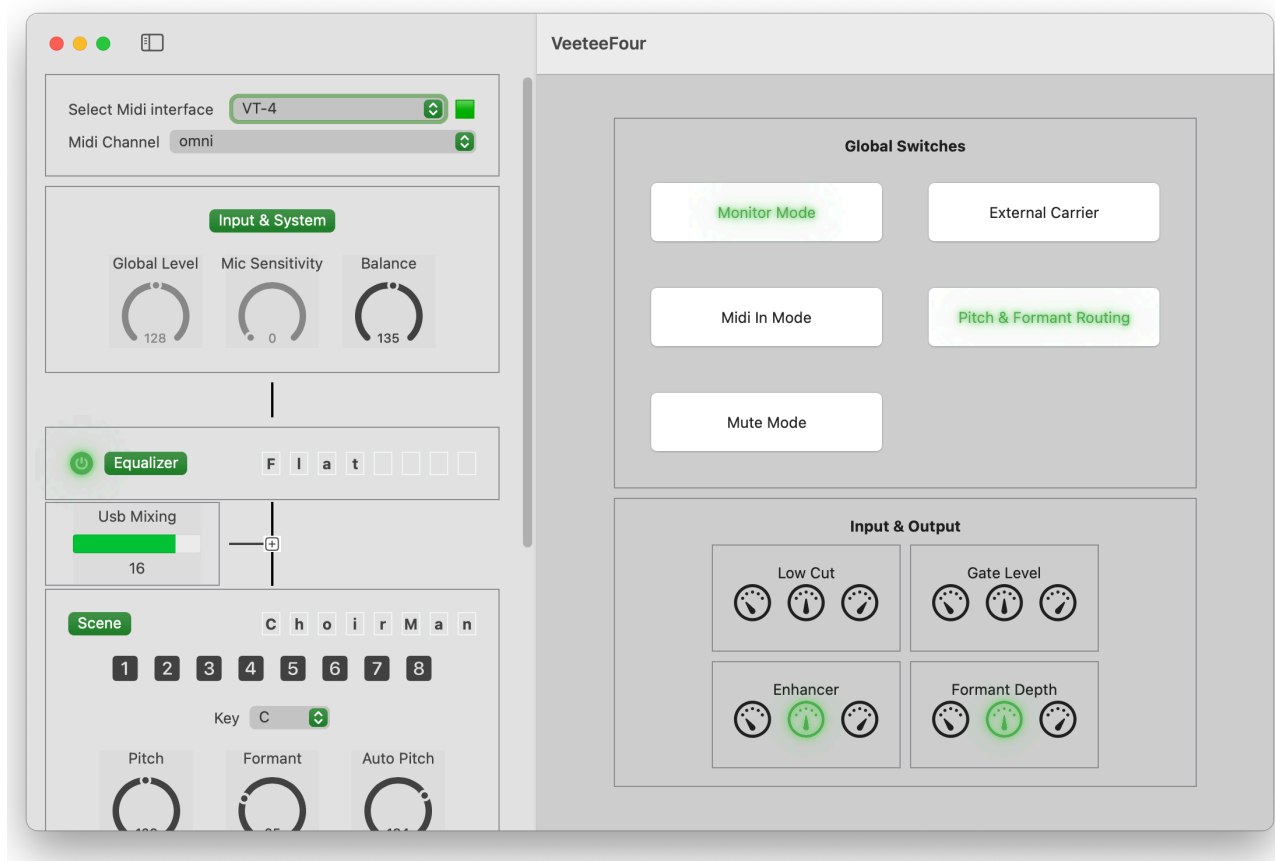 VeeteeFour
Select Midi interface VT-4
Midi Channel omni
Input & System
Global Level Mic Sensitivity Balance
128 0 135
Equalizer F l a t
Usb Mixing
16
Scene C h o i r M a n
1 2 3 4 5 6 7 8
Key C
Pitch Formant Auto Pitch
Global Switches
Monitor Mode External Carrier
Midi In Mode Pitch & Formant Routing
Mute Mode
Input & Output
Low Cut Gate Level
Enhancer Formant Depth